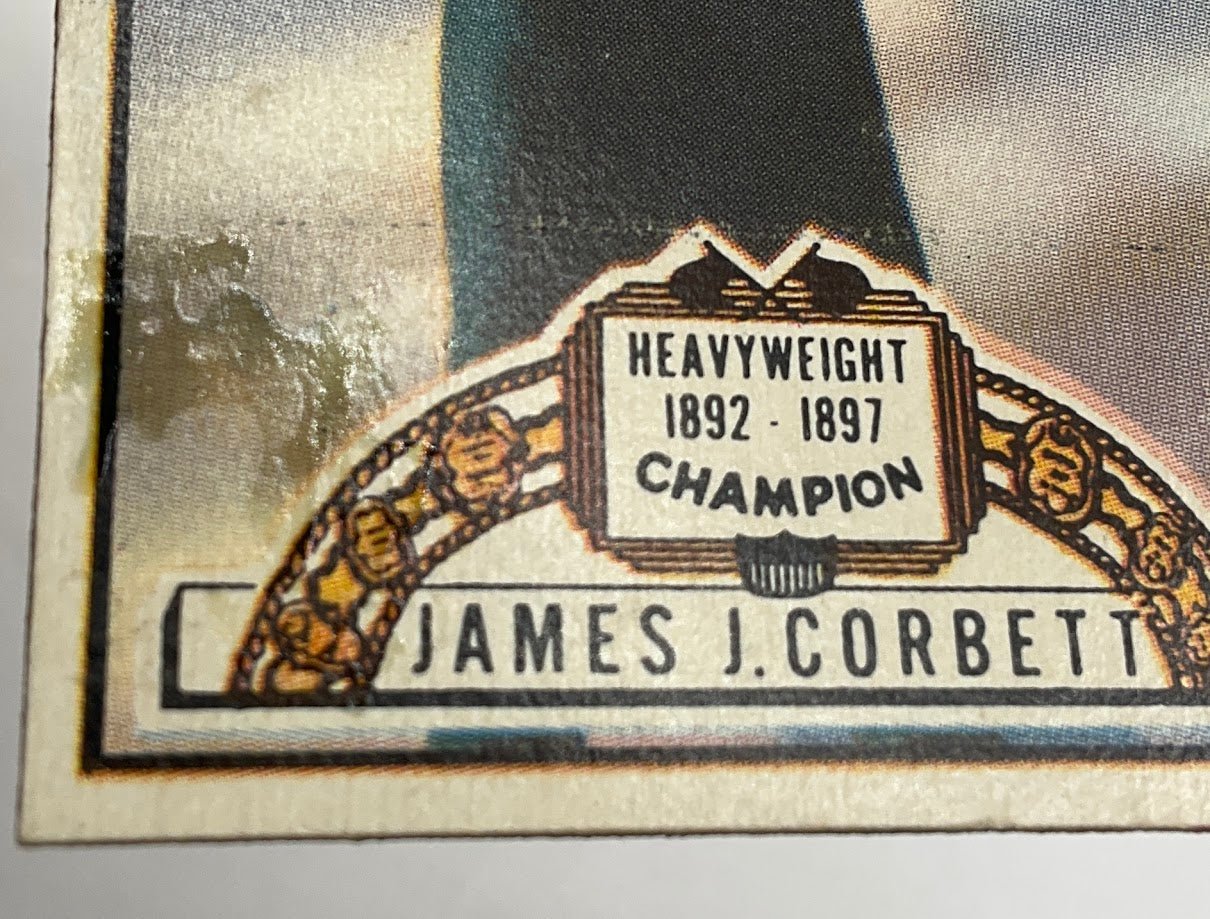 HEAVYWEIGHT
1892 - 1897
CHAMPION
JAMES J. CORBETT